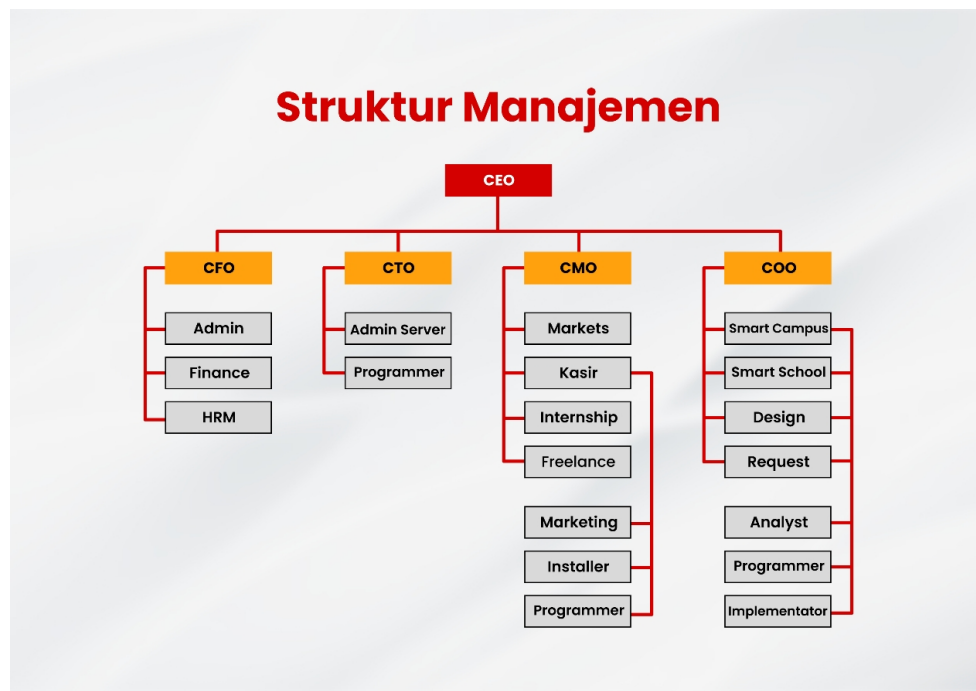 Struktur Manajemen
CEO
CFO
CTO
CMO
COO
Admin
Finance
HRM
Admin Server
Programmer
Markets
Kasir
Internship
Freelance
Marketing
Installer
Programmer
Smart Campus
Smart School
Design
Request
Analyst
Programmer
Implementator